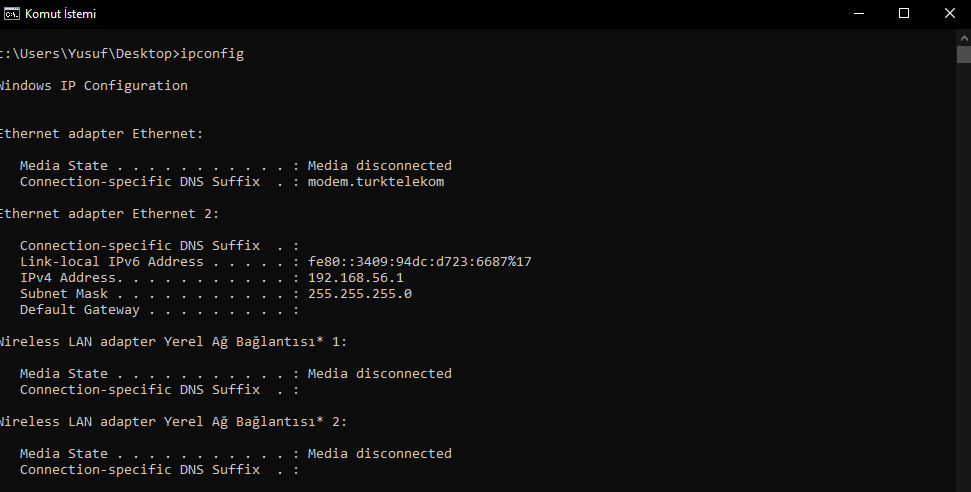 Komut İstemi
C:\Users\Yusuf\Desktop>ipconfig
Windows IP Configuration
Ethernet adapter Ethernet:
Media State . . . . . . . . . . . : Media disconnected
Connection-specific DNS Suffix  . : modem.turktelekom
Ethernet adapter Ethernet 2:
Connection-specific DNS Suffix  . :
Link-local IPv6 Address . . . . . : fe80::3409:94dc:d723:6687%17
IPv4 Address. . . . . . . . . . . : 192.168.56.1
Subnet Mask . . . . . . . . . . . : 255.255.255.0
Default Gateway . . . . . . . . . :
Wireless LAN adapter Yerel Ağ Bağlantısı* 1:
Media State . . . . . . . . . . . : Media disconnected
Connection-specific DNS Suffix  . :
Wireless LAN adapter Yerel Ağ Bağlantısı* 2:
Media State . . . . . . . . . . . : Media disconnected
Connection-specific DNS Suffix  . :